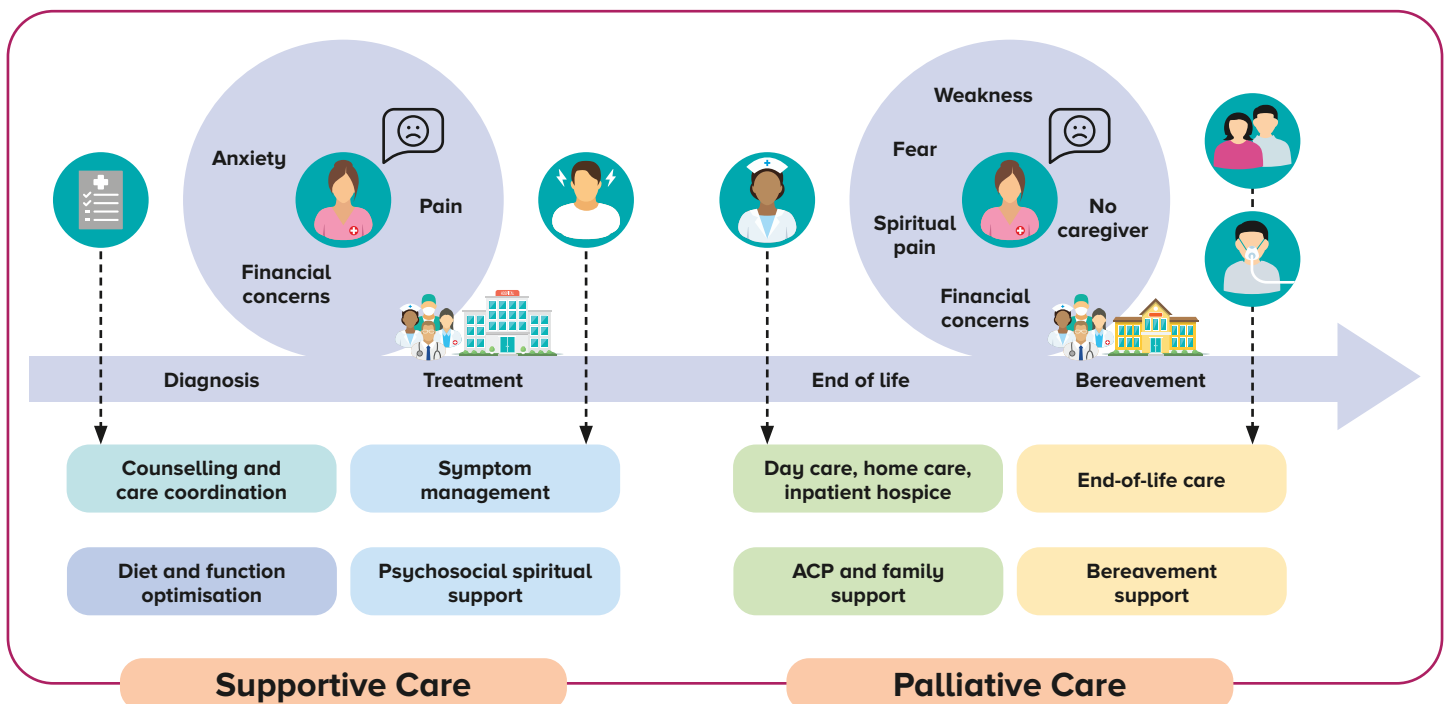 Anxiety
Pain
Financial
concerns
Weakness
Fear
Spiritual
pain
No
caregiver
Financial
concerns
Diagnosis
Treatment
End of life
Bereavement
Counselling and
care coordination
Symptom
management
Day care, home care,
inpatient hospice
End-of-life care
Diet and function
optimisation
Psychosocial spiritual
support
ACP and family
support
Bereavement
support
Supportive Care
Palliative Care